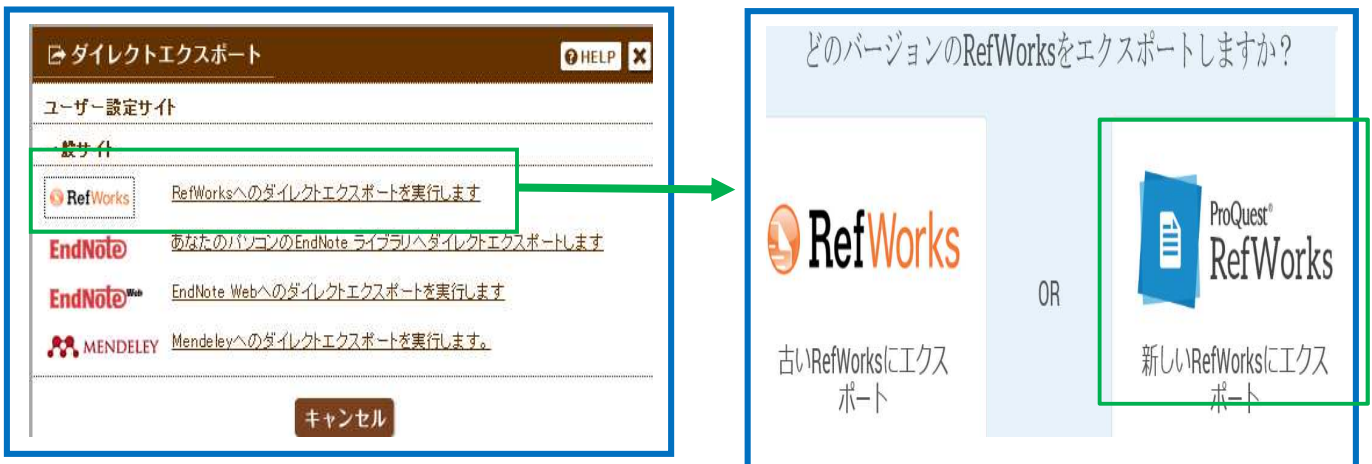 ダイレクトエクスポート
HELP
ユーザー設定サイト
一般サイト
RefWorks
RefWorksへのダイレクトエクスポートを実行します
EndNote
あなたのパソコンのEndNote ライブラリへダイレクトエクスポートします
EndNote Web
EndNote Webへのダイレクトエクスポートを実行します
MENDELEY
Mendeleyへのダイレクトエクスポートを実行します。
キャンセル
どのバージョンのRefWorksをエクスポートしますか？
RefWorks
古いRefWorksにエクス
ポート
OR
ProQuest®
RefWorks
新しいRefWorksにエクス
ポート